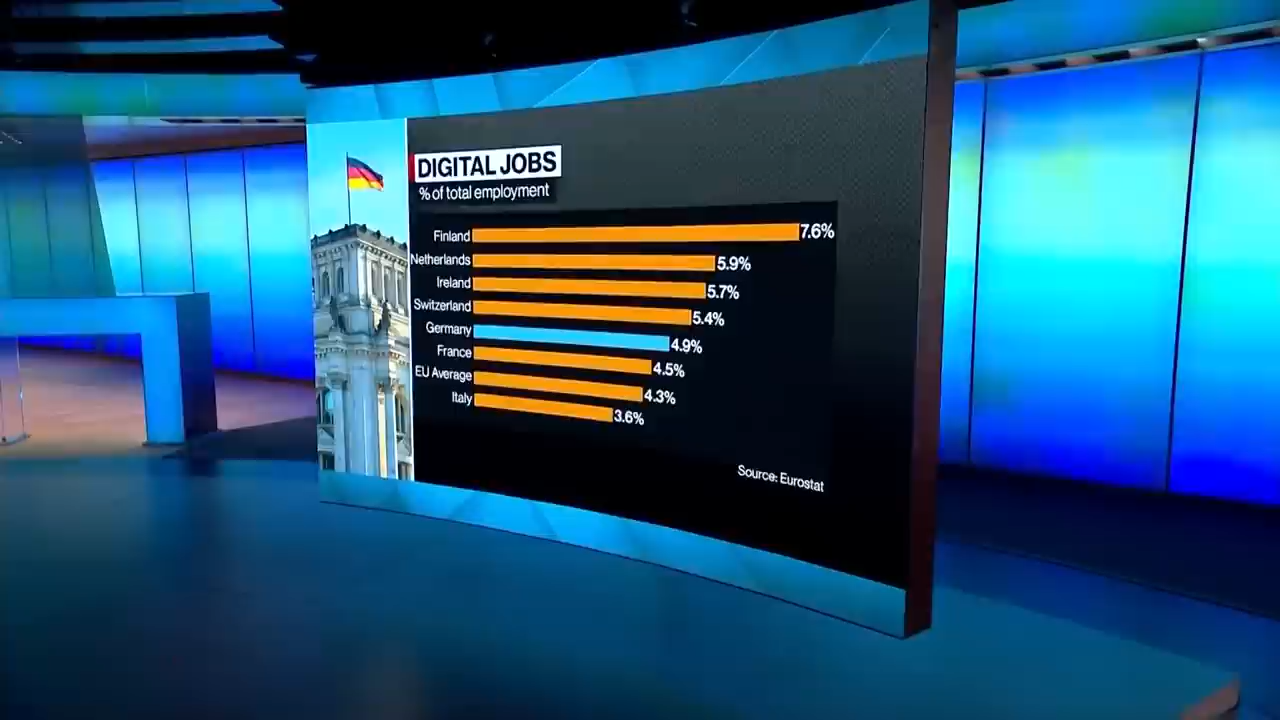 DIGITAL JOBS
% of total employment
Finland 7.6%
Netherlands 5.9%
Ireland 5.7%
Switzerland 5.4%
Germany 4.9%
France 4.5%
EU Average 4.3%
Italy 3.6%
Source: Eurostat